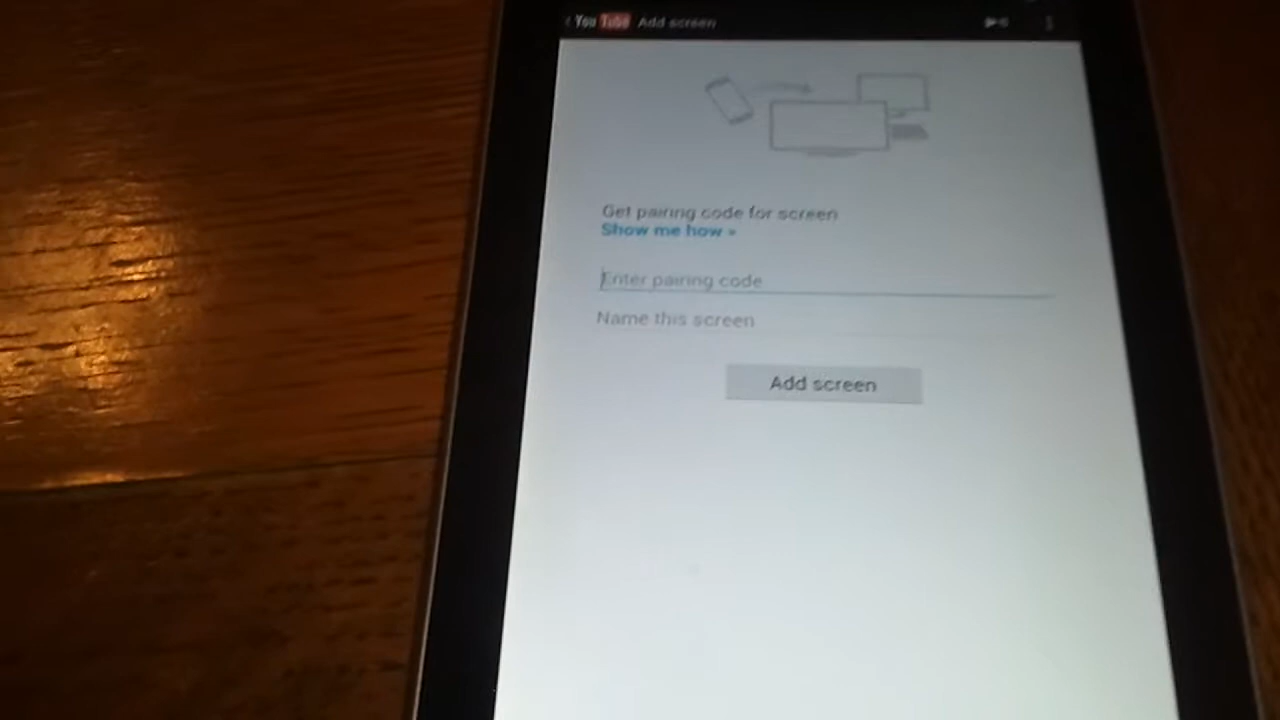 YouTube Add screen
Get pairing code for screen
Show me how »
Enter pairing code
Name this screen
Add screen